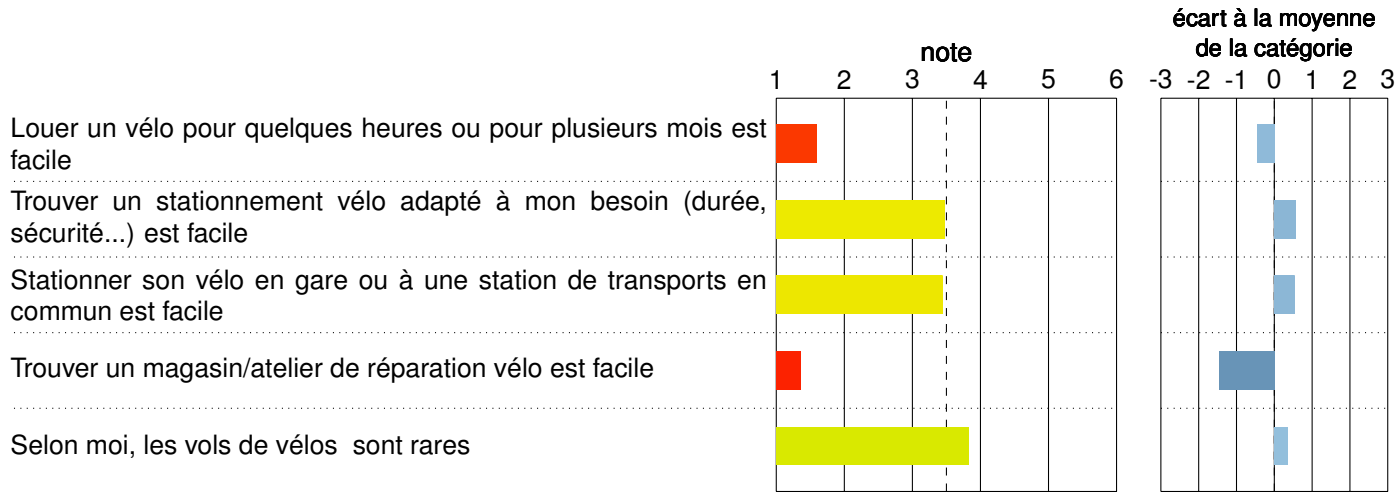 écart à la moyenne
de la catégorie
note
1 2 3 4 5 6
-3 -2 -1 0 1 2 3
Louer un vélo pour quelques heures ou pour plusieurs mois est
facile
Trouver un stationnement vélo adapté à mon besoin (durée,
sécurité...) est facile
Stationner son vélo en gare ou à une station de transports en
commun est facile
Trouver un magasin/atelier de réparation vélo est facile
Selon moi, les vols de vélos sont rares